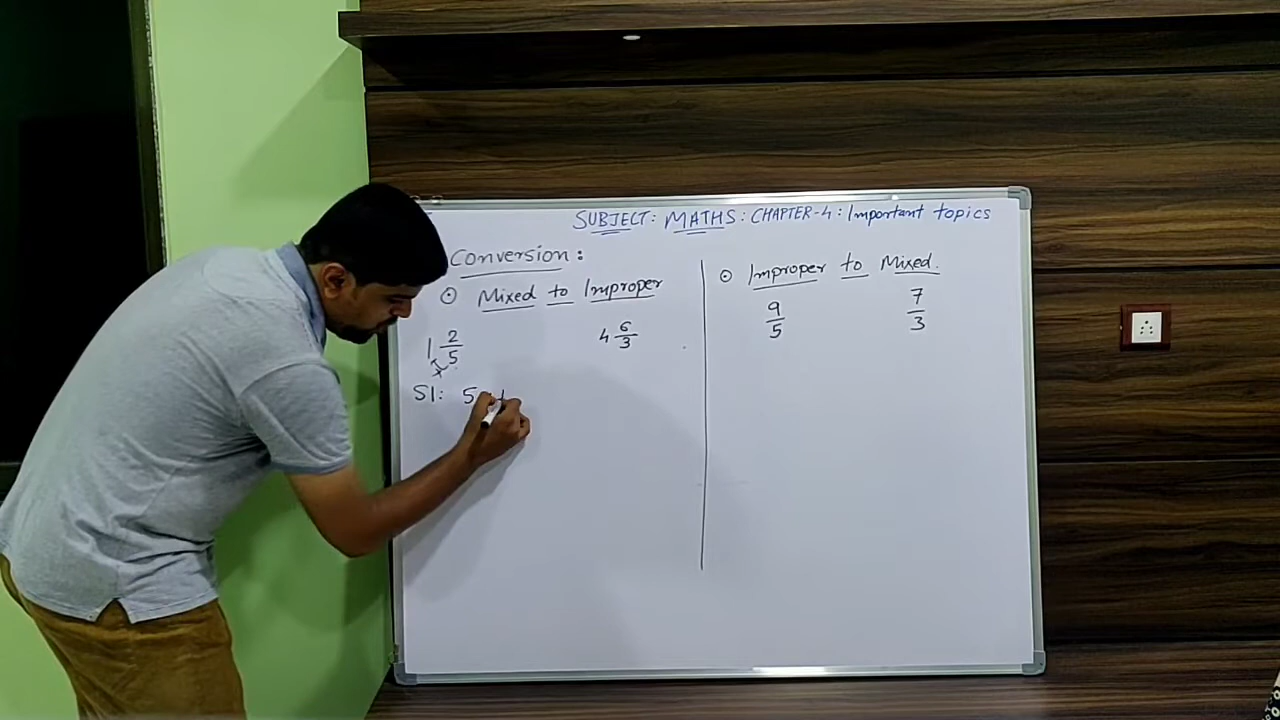 SUBJECT: MATHS: CHAPTER-4: Important topics
Conversion:
⊙ Mixed to Improper
1 2/5
4 6/3
S1: 5
⊙ Improper to Mixed.
9/5
7/3